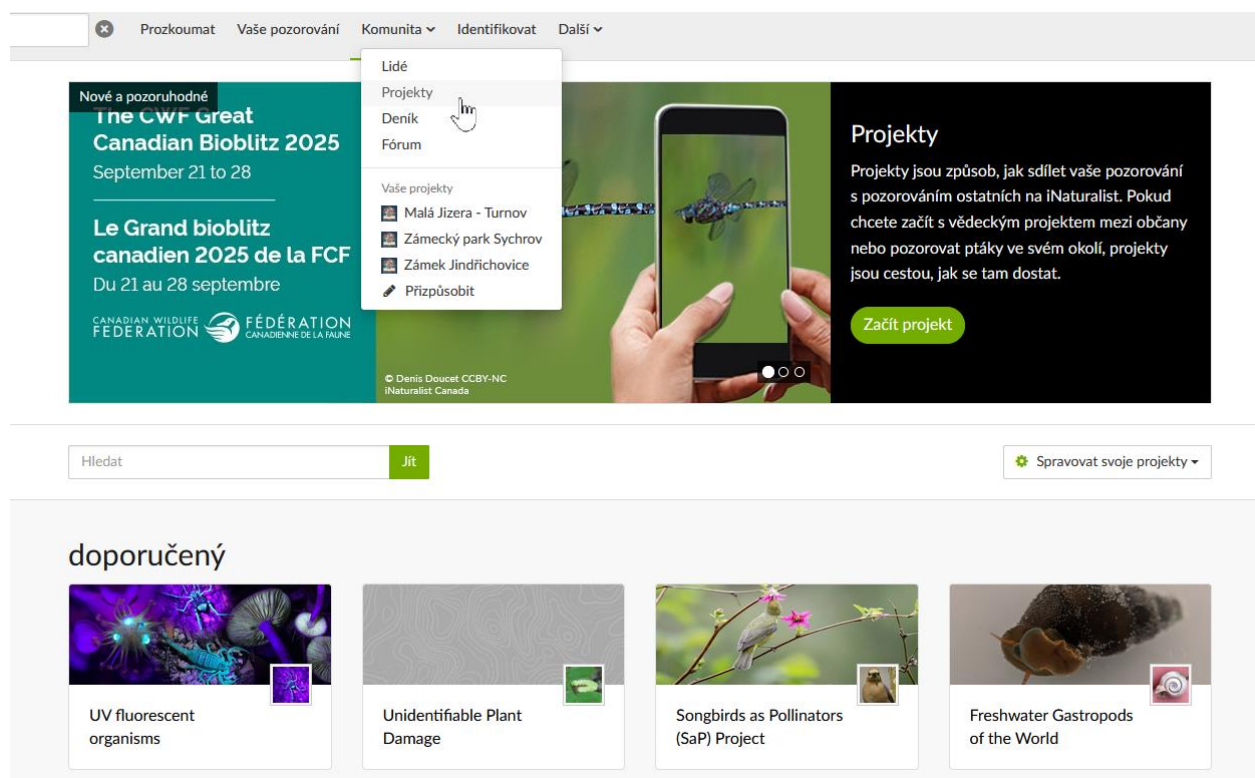 Prozkoumat Vaše pozorování Komunita Identifikovat Další
Lidé
Projekty
Deník
Fórum
Vaše projekty
Malá Jizera - Turnov
Zámecký park Sychrov
Zámek Jindřichovice
Přizpůsobit
Nové a pozoruhodné
The CWF Great
Canadian Bioblitz 2025
September 21 to 28
Le Grand bioblitz
canadien 2025 de la FCF
Du 21 au 28 septembre
CANADIAN WILDLIFE
FEDERATION
FÉDÉRATION
CANADIENNE DE LA FAUNE
© Denis Doucet CCBY-NC
iNaturalist Canada
Projekty
Projekty jsou způsob, jak sdílet vaše pozorování
s pozorováním ostatních na iNaturalist. Pokud
chcete začít s vědeckým projektem mezi občany
nebo pozorovat ptáky ve svém okolí, projekty
jsou cestou, jak se tam dostat.
Začít projekt
Hledat
Jít
Spravovat svoje projekty
doporučený
UV fluorescent
organisms
Unidentifiable Plant
Damage
Songbirds as Pollinators
(SaP) Project
Freshwater Gastropods
of the World